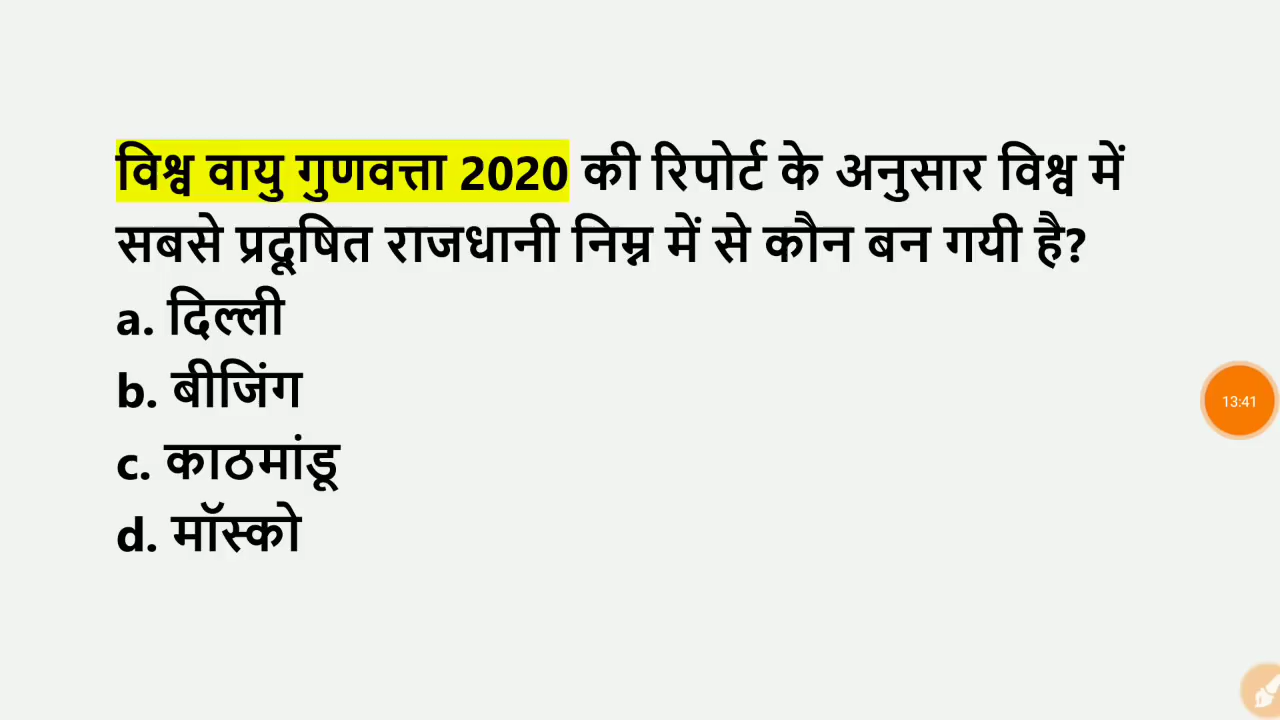 विश्व वायु गुणवत्ता 2020 की रिपोर्ट के अनुसार विश्व में
सबसे प्रदूषित राजधानी निम्न में से कौन बन गयी है?
a. दिल्ली
b. बीजिंग
c. काठमांडू
d. मॉस्को
13:41